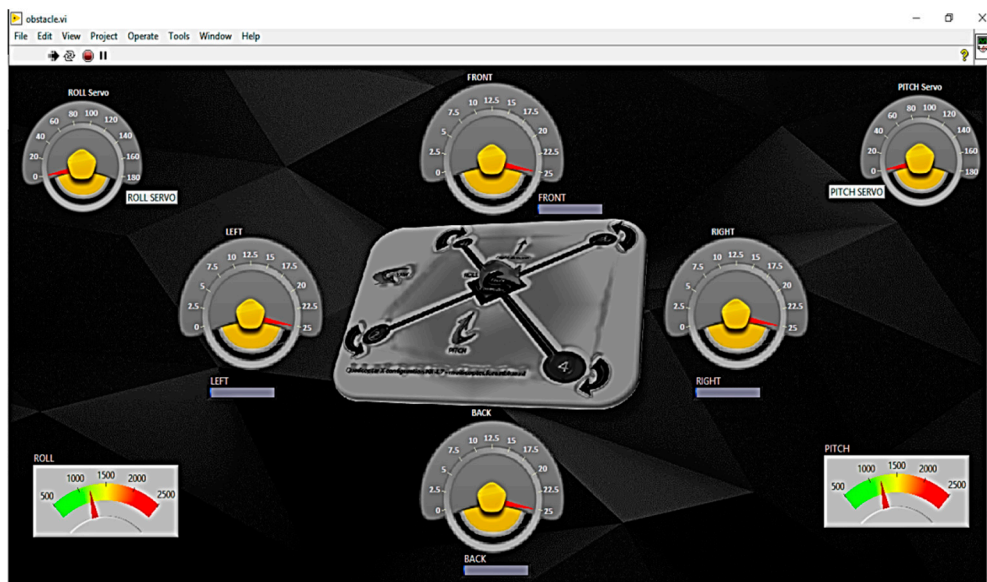 obstacle.vi
File Edit View Project Operate Tools Window Help
ROLL Servo
0 20 40 60 80 100 120 140 160 180
ROLL SERVO
FRONT
0 2.5 5 7.5 10 12.5 15 17.5 20 22.5 25
FRONT
PITCH Servo
0 20 40 60 80 100 120 140 160 180
PITCH SERVO
LEFT
0 2.5 5 7.5 10 12.5 15 17.5 20 22.5 25
LEFT
PITCH
4
RIGHT
0 2.5 5 7.5 10 12.5 15 17.5 20 22.5 25
RIGHT
ROLL
500 1000 1500 2000 2500
BACK
0 2.5 5 7.5 10 12.5 15 17.5 20 22.5 25
BACK
PITCH
500 1000 1500 2000 2500